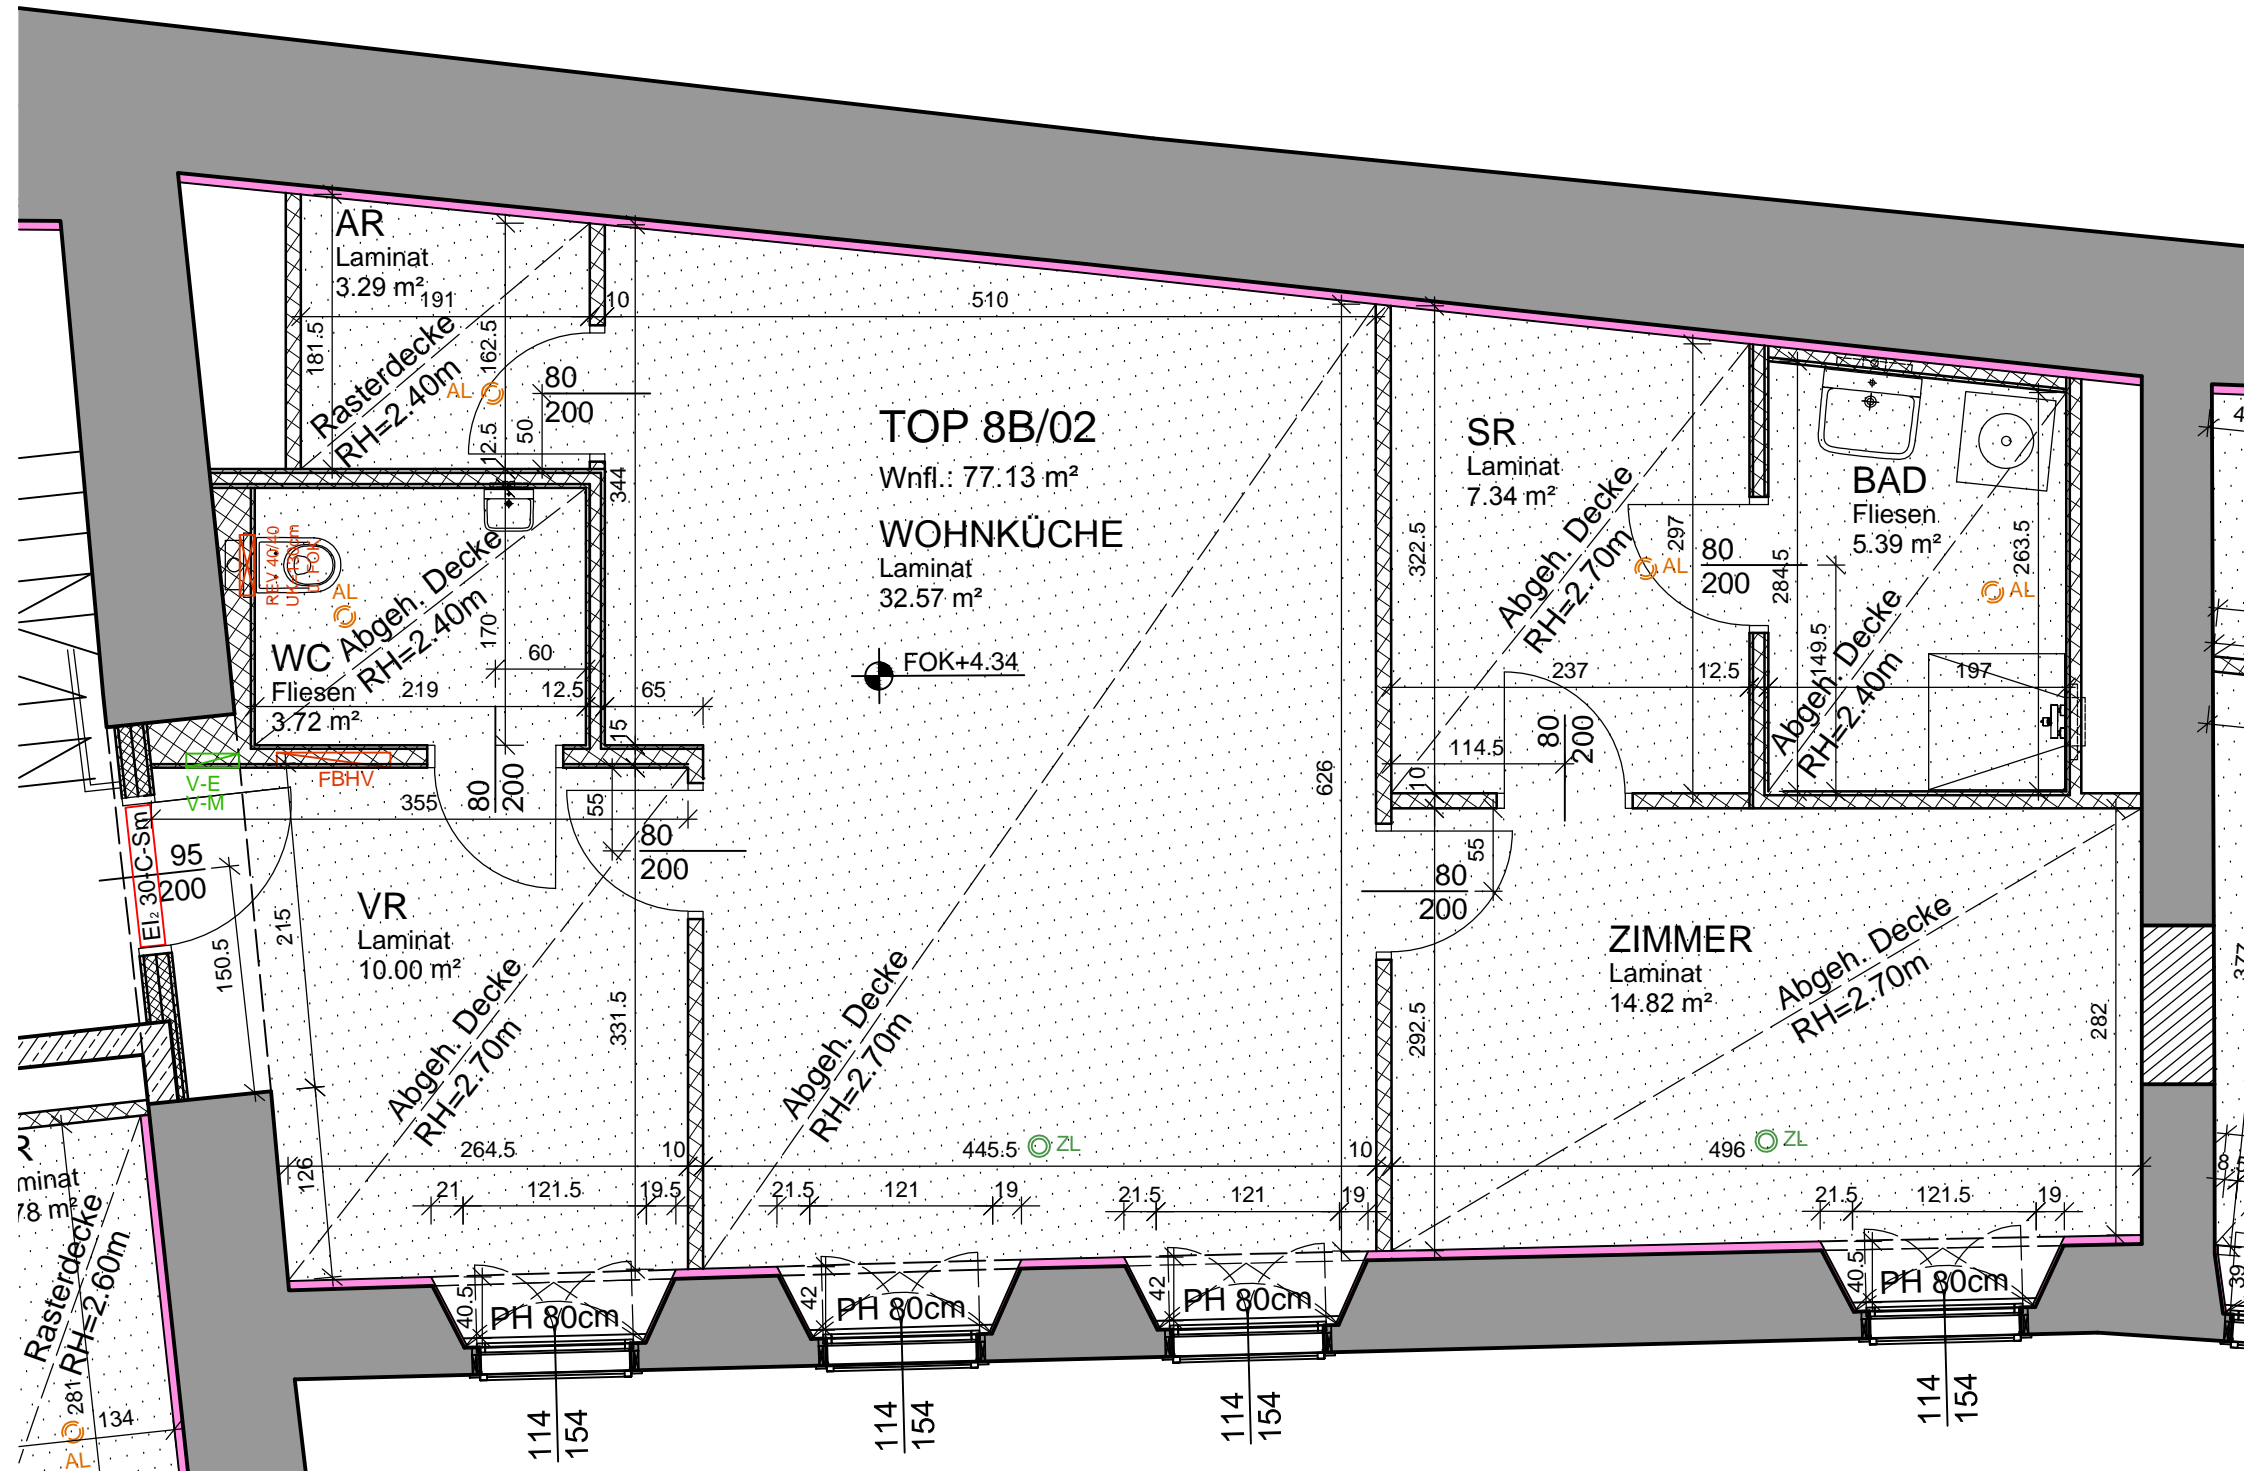 AR
Laminat
3.29 m²
191
10
510
181.5
162.5
Rasterdecke
RH=2.40m
AL
12.5
50
80
200
344
TOP 8B/02
Wnfl.: 77.13 m²
WOHNKÜCHE
Laminat
32.57 m²
FOK+4.34
626
Abgeh. Decke
RH=2.70m
SR
Laminat
7.34 m²
322.5
297
Abgeh. Decke
RH=2.70m
AL
80
200
237
12.5
114.5
80
200
10
BAD
Fliesen
5.39 m²
263.5
284.5
149.5
AL
197
Abgeh. Decke
RH=2.40m
REV 40/40
AL
WC
Fliesen
3.72 m²
Abgeh. Decke
RH=2.40m
170
60
219
12.5
65
15
V-E
V-M
FBHV
355
80
200
55
80
200
EI₂ 30-C-Sm
95
200
150.5
215
126
VR
Laminat
10.00 m²
Abgeh. Decke
RH=2.70m
331.5
55
80
200
292.5
ZIMMER
Laminat
14.82 m²
Abgeh. Decke
RH=2.70m
282
377
264.5
10
445.5
ZL
10
496
ZL
21
121.5
19.5
21.5
121
19
21.5
121
19
21.5
121.5
19
40.5
PH 80cm
42
PH 80cm
42
PH 80cm
40.5
PH 80cm
39
114
154
114
154
114
154
114
154
minat
78 m²
Rasterdecke
RH=2.60m
281
134
AL